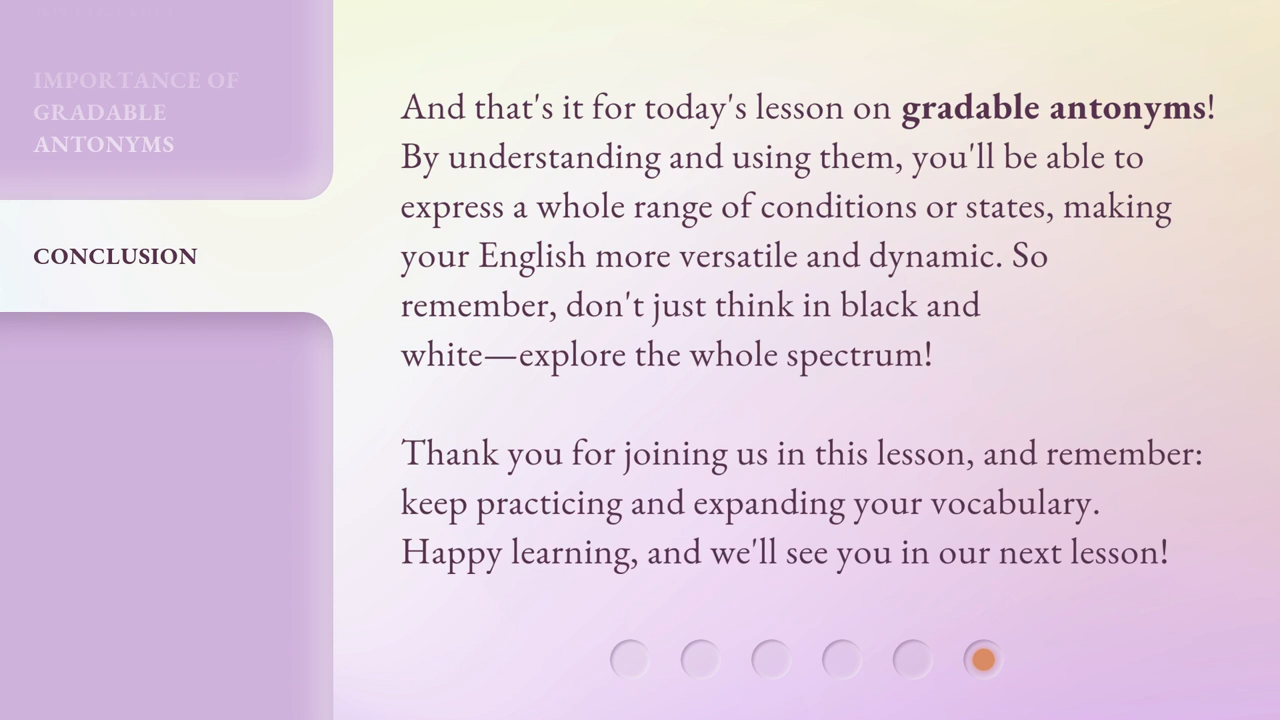 IMPORTANCE OF
GRADABLE
ANTONYMS
CONCLUSION
And that's it for today's lesson on gradable antonyms!
By understanding and using them, you'll be able to
express a whole range of conditions or states, making
your English more versatile and dynamic. So
remember, don't just think in black and
white—explore the whole spectrum!
Thank you for joining us in this lesson, and remember:
keep practicing and expanding your vocabulary.
Happy learning, and we'll see you in our next lesson!